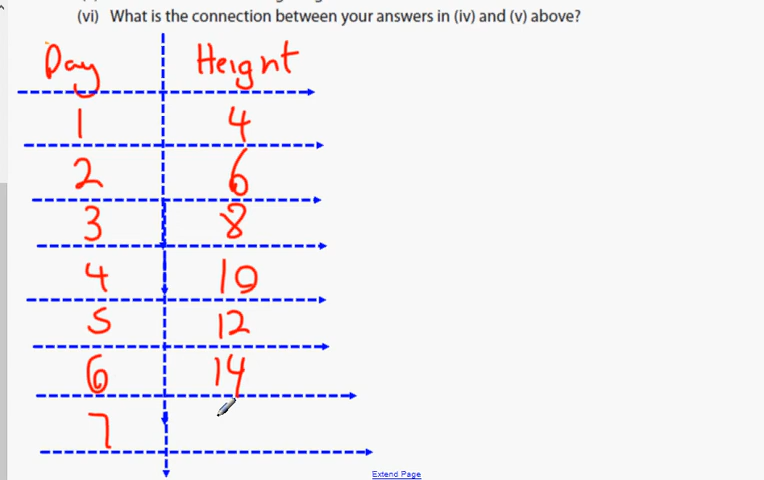 (vi) What is the connection between your answers in (iv) and (v) above?
Day Height
1 4
2 6
3 8
4 10
5 12
6 14
7
Extend Page